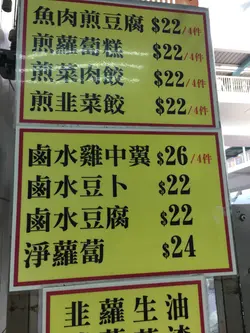 魚肉煎豆腐 $22/4件
煎蘿蔔糕 $22/4件
煎菜肉餃 $22/4件
煎韭菜餃 $22/4件
鹵水雞中翼 $26/4件
鹵水豆卜 $22
鹵水豆腐 $22
淨蘿蔔 $24
韭蘿生油